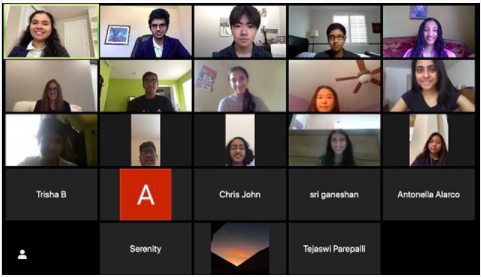 Trisha B
A
Chris John
sri ganeshan
Antonella Alarco
Serenity
Tejaswi Parepalli